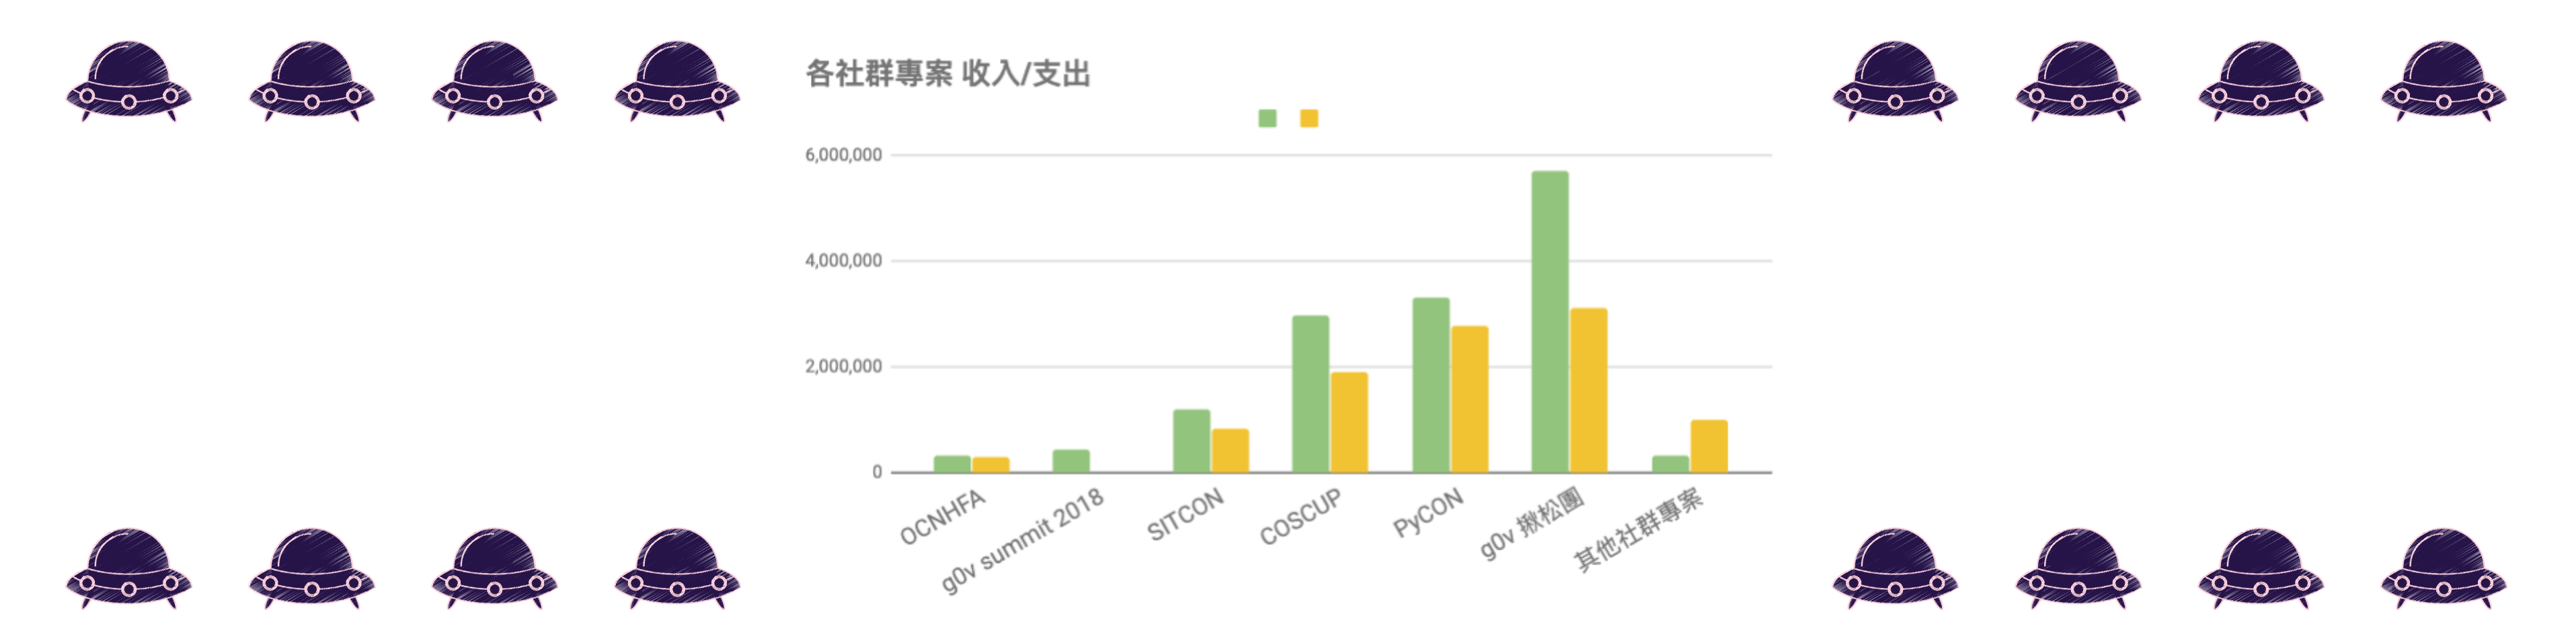 各社群專案 收入/支出
6,000,000
4,000,000
2,000,000
0
OCNHFA
g0v summit 2018
SITCON
COSCUP
PyCON
g0v 揪松團
其他社群專案